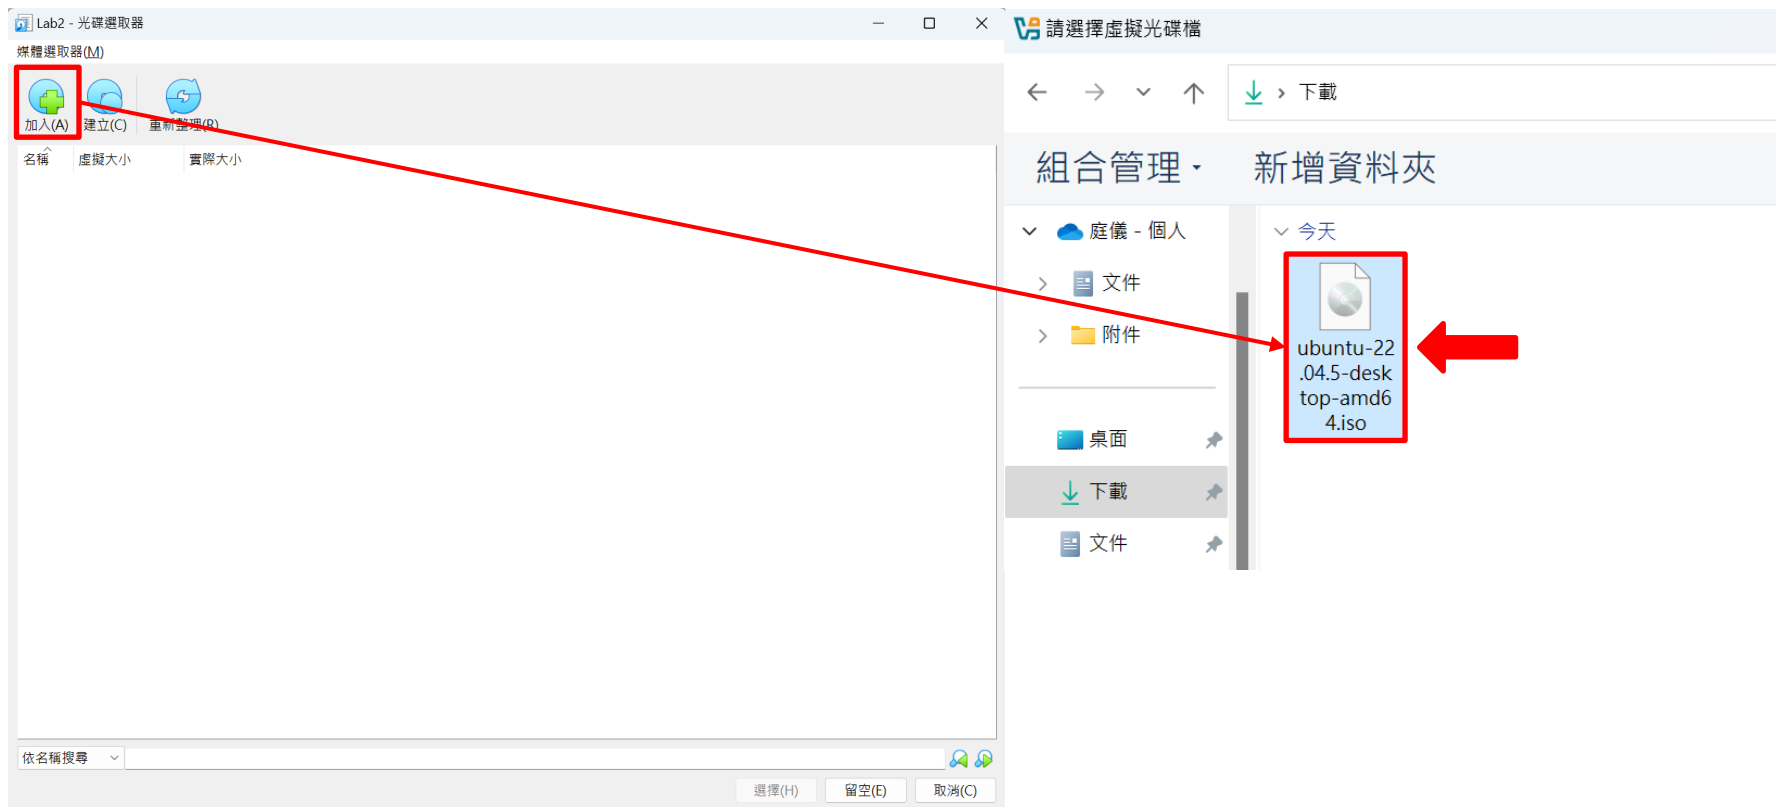 Lab2 - 光碟選取器
媒體選取器(M)
加入(A) 建立(C) 重新整理(R)
名稱 虛擬大小 實際大小
依名稱搜尋
選擇(H) 留空(E) 取消(C)
請選擇虛擬光碟檔
下載
組合管理 新增資料夾
庭儀 - 個人
文件
附件
桌面
下載
文件
今天
ubuntu-22
.04.5-desk
top-amd6
4.iso